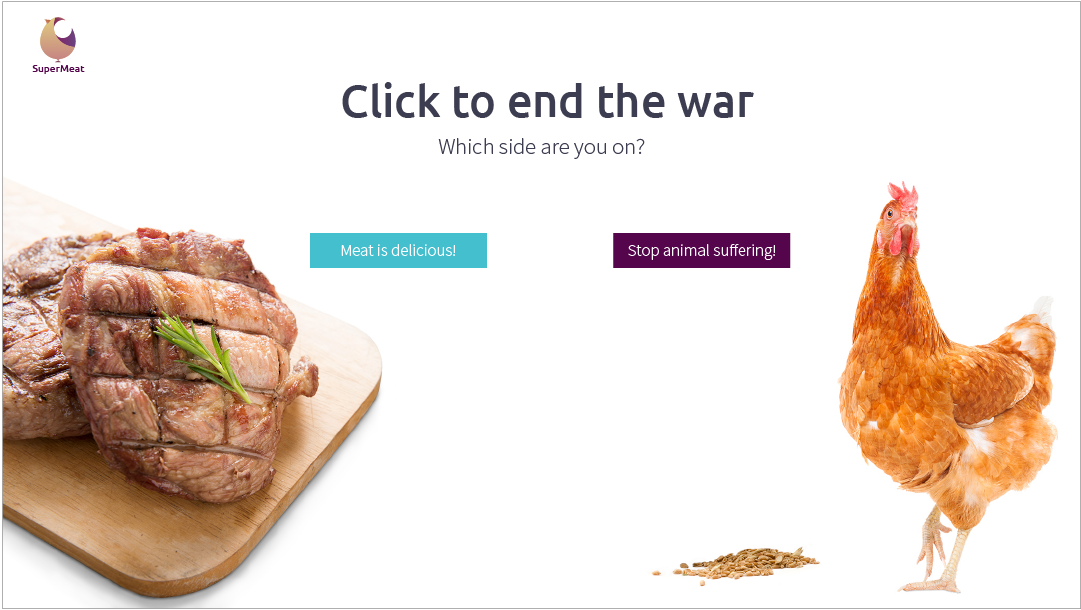 SuperMeat
Click to end the war
Which side are you on?
Meat is delicious!
Stop animal suffering!